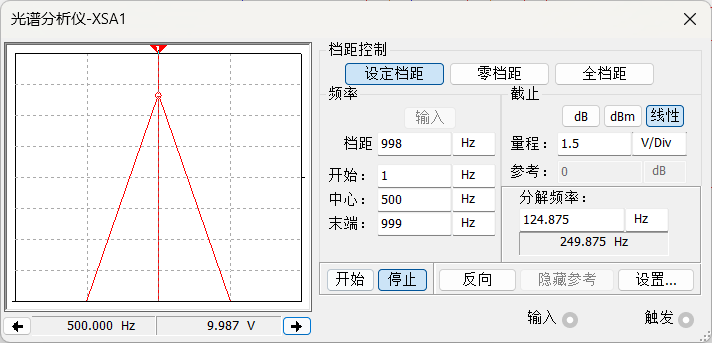 光谱分析仪-XSA1
档距控制
设定档距 零档距 全档距
频率
输入
档距 998 Hz
开始： 1 Hz
中心： 500 Hz
末端： 999 Hz
截止
dB dBm 线性
量程： 1.5 V/Div
参考： 0 dB
分解频率：
124.875 Hz
249.875 Hz
开始 停止 反向 隐藏参考 设置...
500.000 Hz 9.987 V
输入 触发